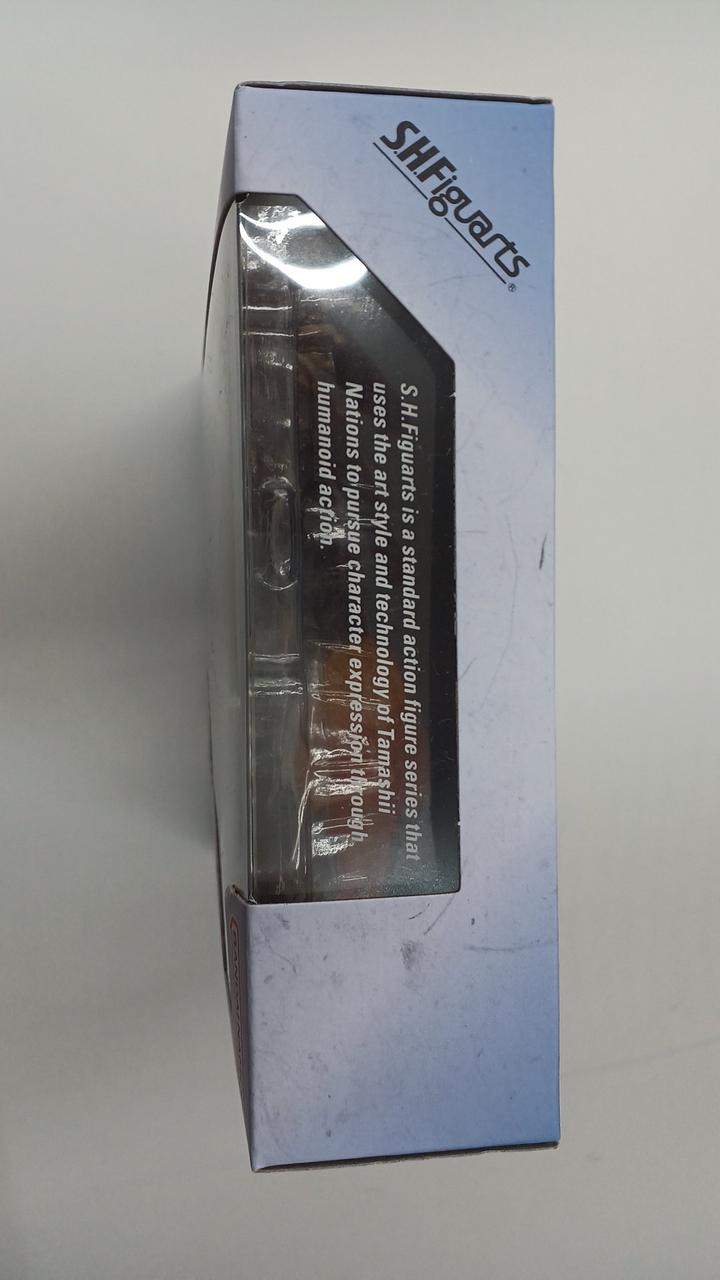 S.H.Figuarts®
S.H.Figuarts is a standard action figure series that
uses the art style and technology of Tamashii
Nations to pursue character expression through
humanoid action.